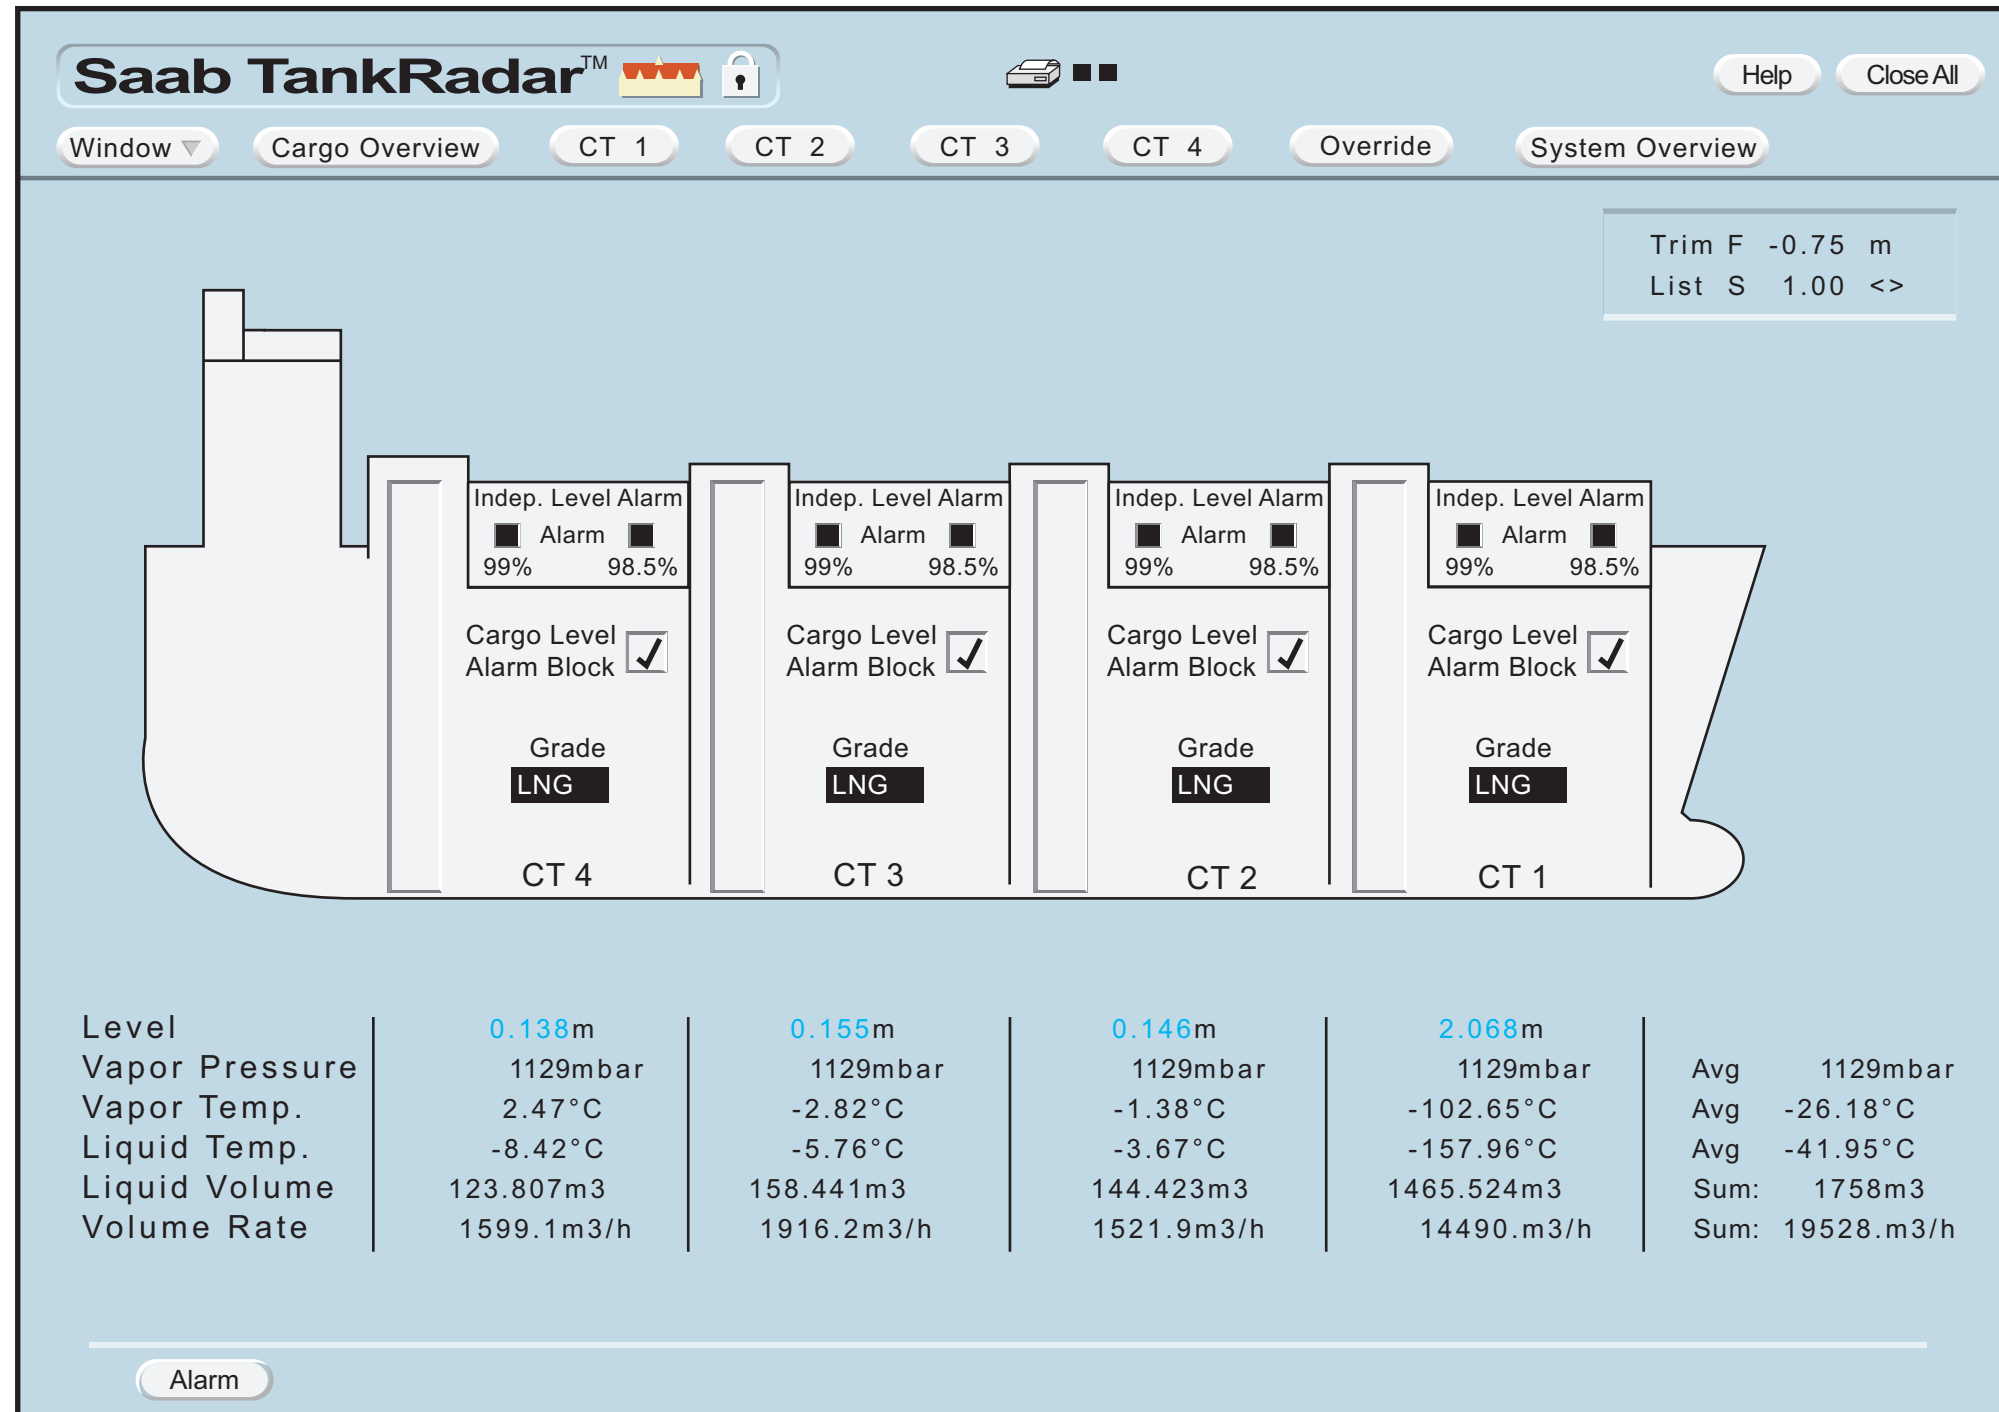 Saab TankRadar™
Help Close All
Window Cargo Overview CT 1 CT 2 CT 3 CT 4 Override System Overview
Trim F -0.75 m
List S 1.00 <>
Indep. Level Alarm Indep. Level Alarm Indep. Level Alarm Indep. Level Alarm
Alarm Alarm Alarm Alarm
99% 98.5% 99% 98.5% 99% 98.5% 99% 98.5%
Cargo Level Cargo Level Cargo Level Cargo Level
Alarm Block Alarm Block Alarm Block Alarm Block
Grade Grade Grade Grade
LNG LNG LNG LNG
CT 4 CT 3 CT 2 CT 1
Level 0.138m 0.155m 0.146m 2.068m
Vapor Pressure 1129mbar 1129mbar 1129mbar 1129mbar Avg 1129mbar
Vapor Temp. 2.47°C -2.82°C -1.38°C -102.65°C Avg -26.18°C
Liquid Temp. -8.42°C -5.76°C -3.67°C -157.96°C Avg -41.95°C
Liquid Volume 123.807m3 158.441m3 144.423m3 1465.524m3 Sum: 1758m3
Volume Rate 1599.1m3/h 1916.2m3/h 1521.9m3/h 14490.m3/h Sum: 19528.m3/h
Alarm